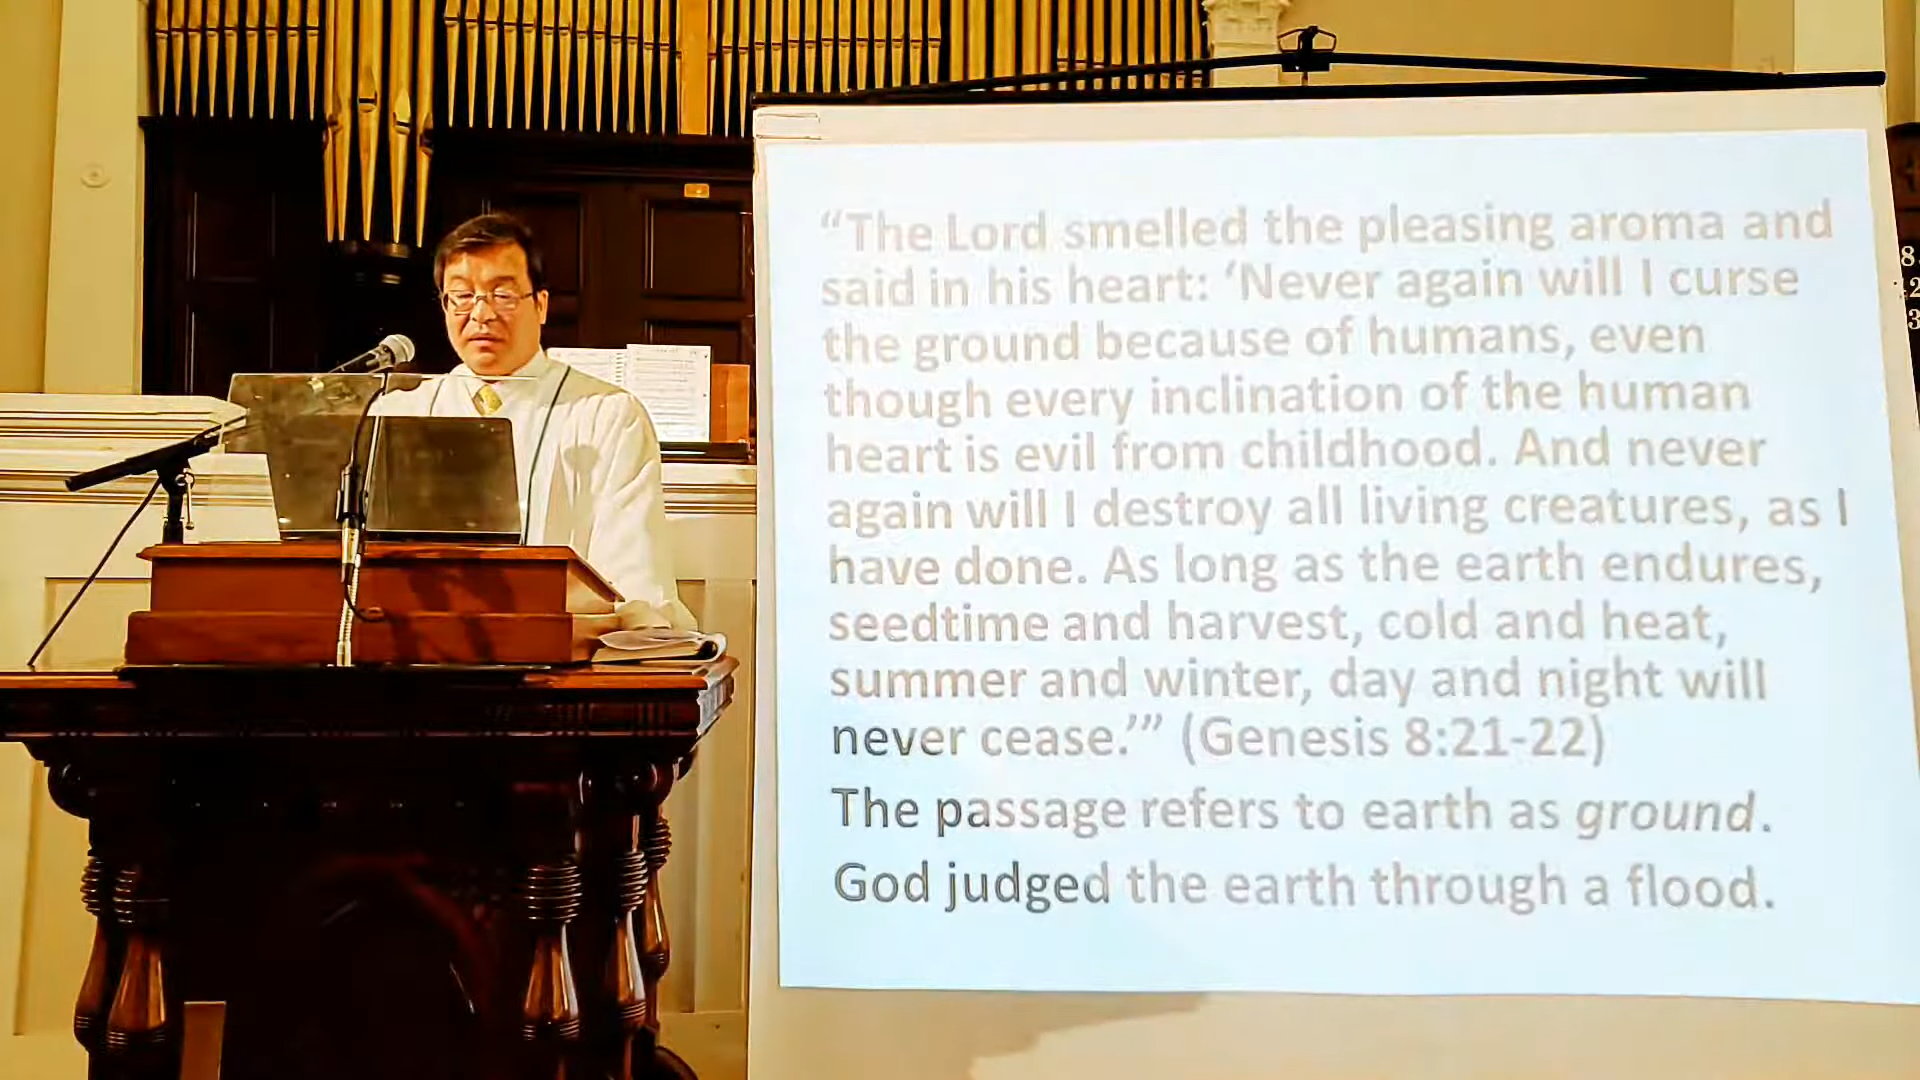 “The Lord smelled the pleasing aroma and
said in his heart: ‘Never again will I curse
the ground because of humans, even
though every inclination of the human
heart is evil from childhood. And never
again will I destroy all living creatures, as I
have done. As long as the earth endures,
seedtime and harvest, cold and heat,
summer and winter, day and night will
never cease.’” (Genesis 8:21-22)
The passage refers to earth as ground.
God judged the earth through a flood.